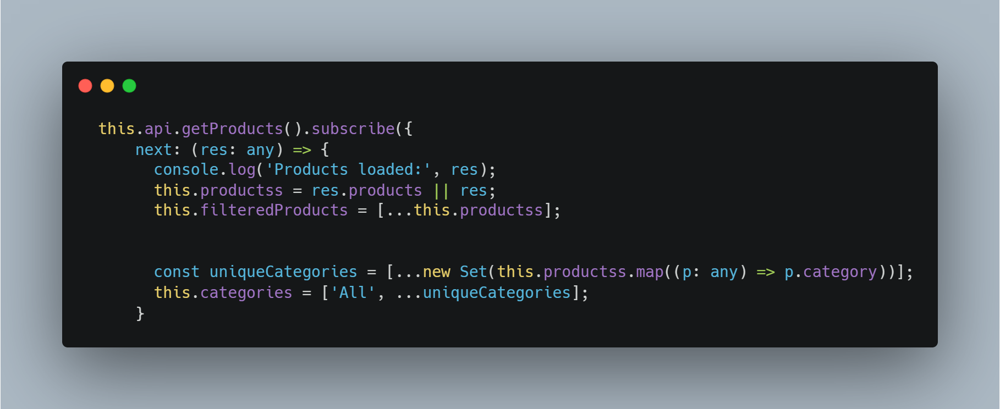 this.api.getProducts().subscribe({
next: (res: any) => {
console.log('Products loaded:', res);
this.productss = res.products || res;
this.filteredProducts = [...this.productss];
const uniqueCategories = [...new Set(this.productss.map((p: any) => p.category))];
this.categories = ['All', ...uniqueCategories];
}